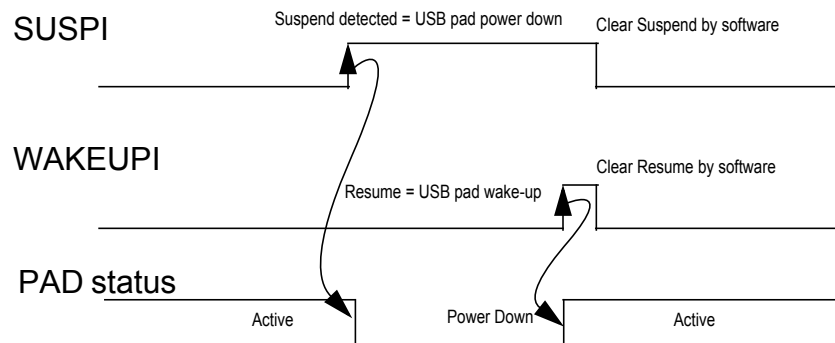 SUSPI
Suspend detected = USB pad power down
Clear Suspend by software
WAKEUPI
Resume = USB pad wake-up
Clear Resume by software
PAD status
Active
Power Down
Active